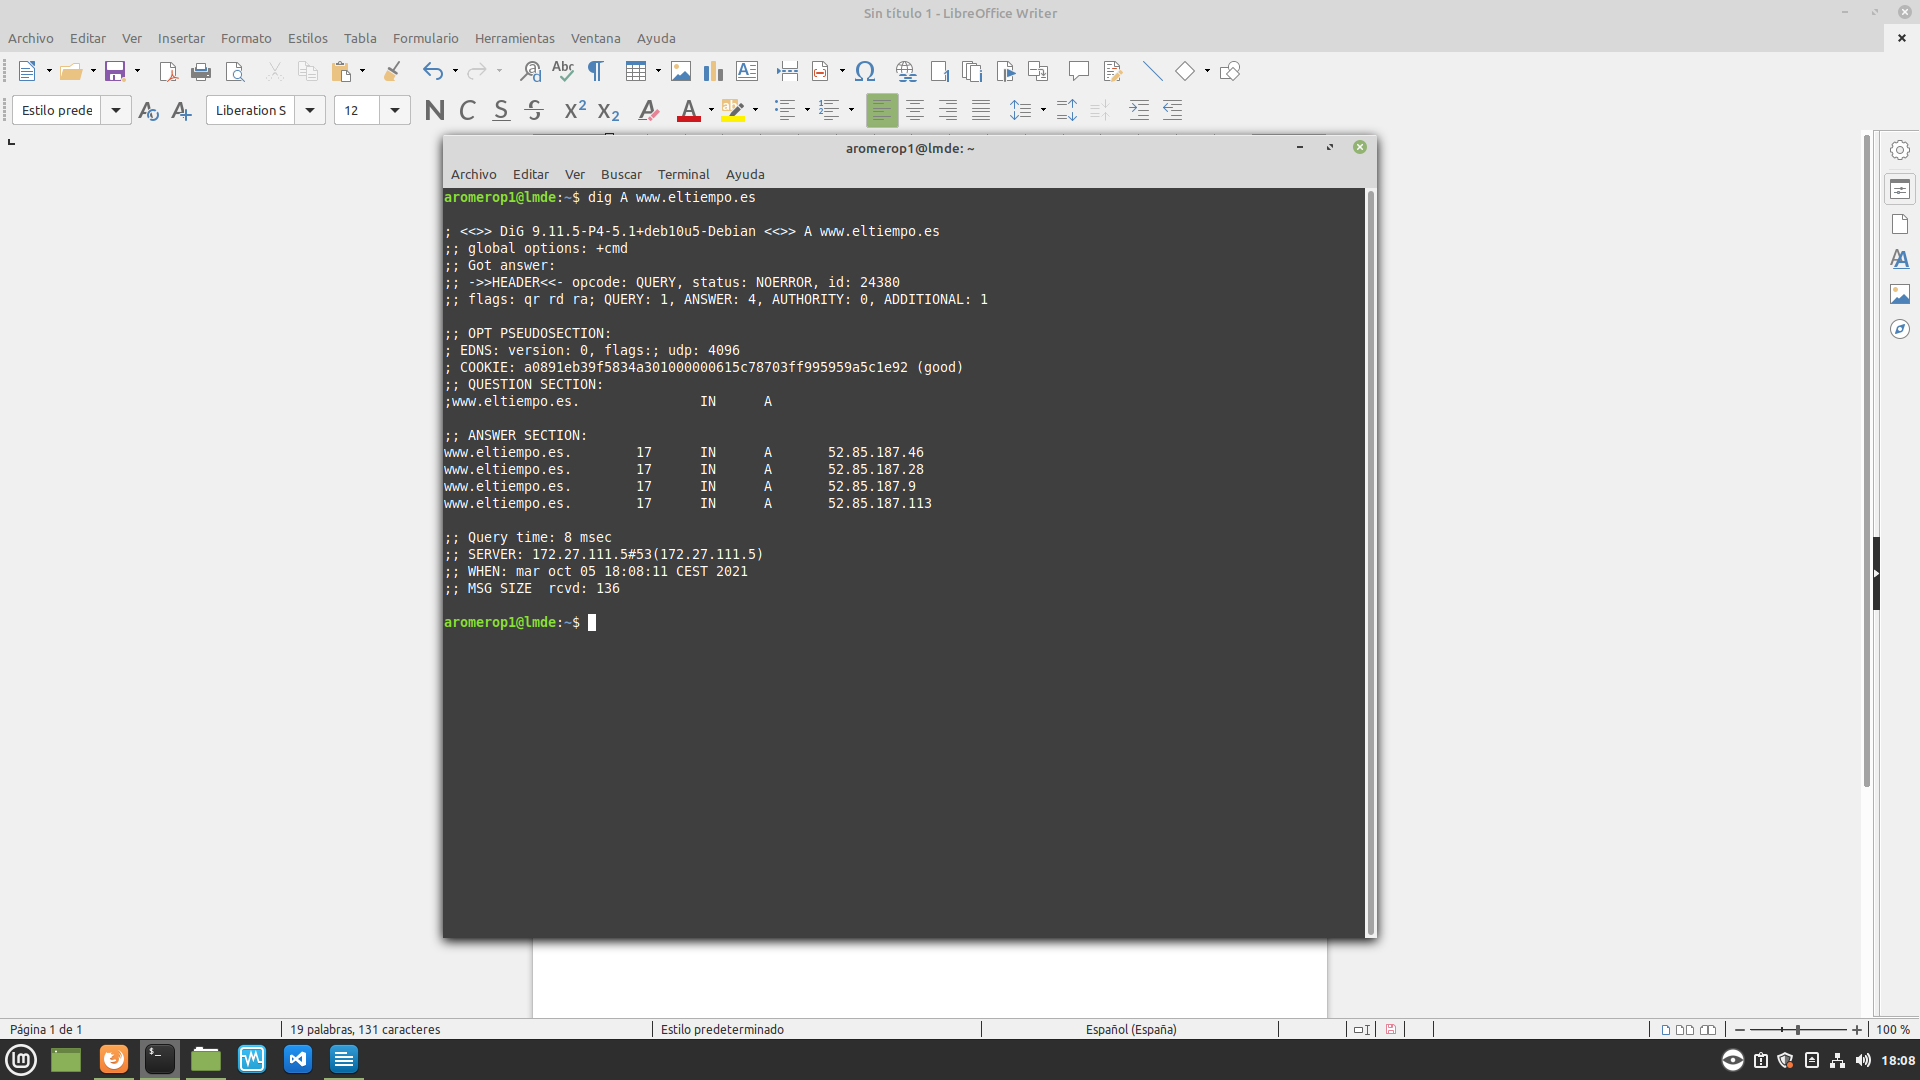 Sin título 1 - LibreOffice Writer
Archivo Editar Ver Insertar Formato Estilos Tabla Formulario Herramientas Ventana Ayuda
Estilo prede Liberation S 12 N C S S X² X₂ A A ab
aromerop1@lmde: ~
Archivo Editar Ver Buscar Terminal Ayuda
aromerop1@lmde:~$ dig A www.eltiempo.es
; <<>> DiG 9.11.5-P4-5.1+deb10u5-Debian <<>> A www.eltiempo.es
;; global options: +cmd
;; Got answer:
;; ->>HEADER<<- opcode: QUERY, status: NOERROR, id: 24380
;; flags: qr rd ra; QUERY: 1, ANSWER: 4, AUTHORITY: 0, ADDITIONAL: 1
;; OPT PSEUDOSECTION:
; EDNS: version: 0, flags:; udp: 4096
; COOKIE: a0891eb39f5834a301000000615c78703ff995959a5c1e92 (good)
;; QUESTION SECTION:
;www.eltiempo.es. IN A
;; ANSWER SECTION:
www.eltiempo.es. 17 IN A 52.85.187.46
www.eltiempo.es. 17 IN A 52.85.187.28
www.eltiempo.es. 17 IN A 52.85.187.9
www.eltiempo.es. 17 IN A 52.85.187.113
;; Query time: 8 msec
;; SERVER: 172.27.111.5#53(172.27.111.5)
;; WHEN: mar oct 05 18:08:11 CEST 2021
;; MSG SIZE  rcvd: 136
aromerop1@lmde:~$
Página 1 de 1 19 palabras, 131 caracteres Estilo predeterminado Español (España) 100 %
18:08